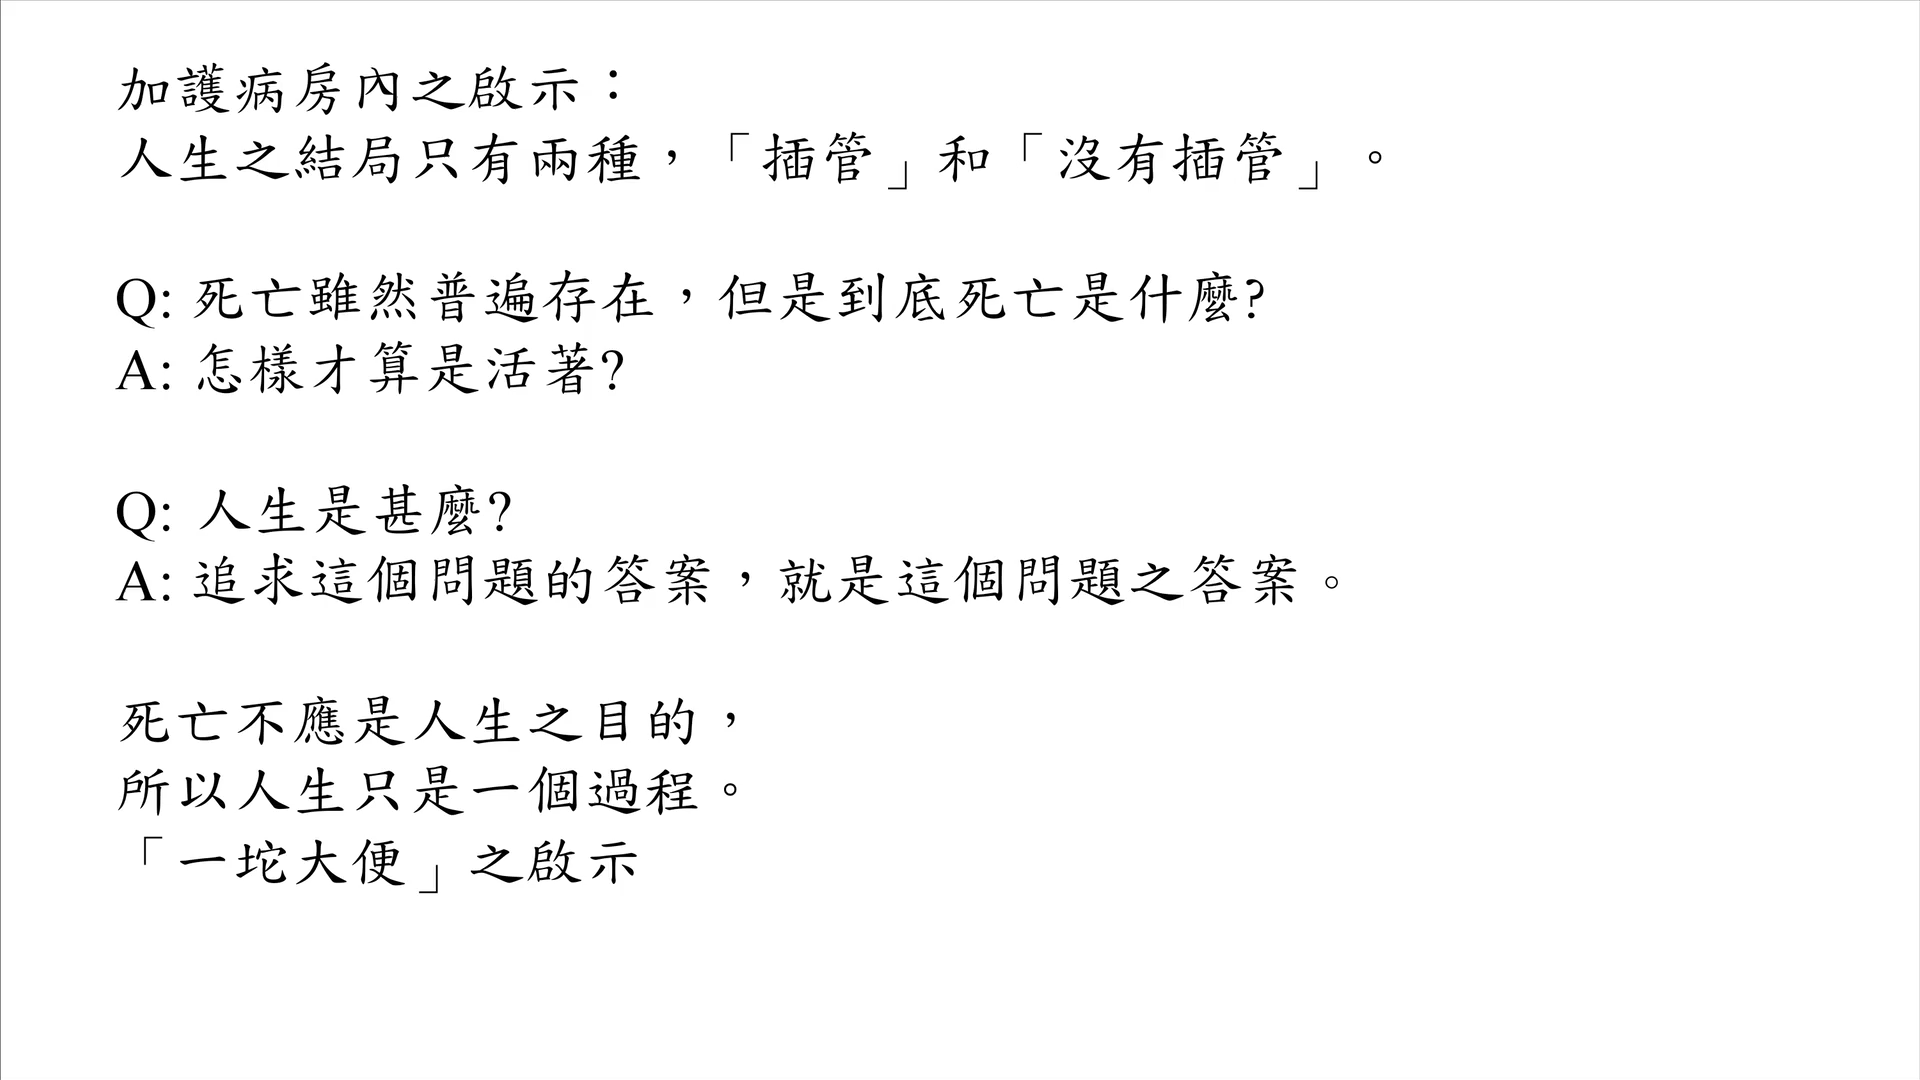 加護病房內之啟示：
人生之結局只有兩種，「插管」和「沒有插管」。
Q: 死亡雖然普遍存在，但是到底死亡是什麼?
A: 怎樣才算是活著?
Q: 人生是甚麼?
A: 追求這個問題的答案，就是這個問題之答案。
死亡不應是人生之目的，
所以人生只是一個過程。
「一坨大便」之啟示